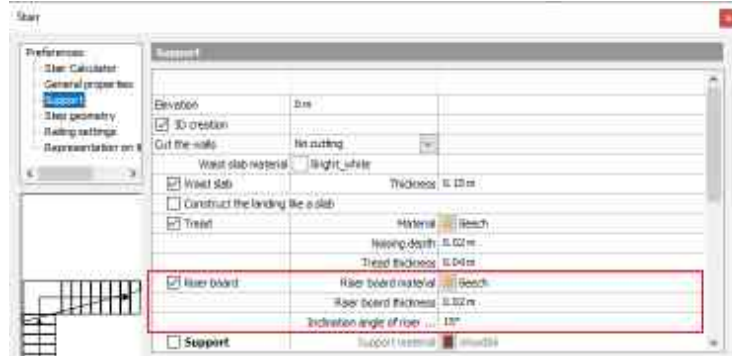 Stair
Preferences:
Stair Calculator
General properties
Support
Step geometry
Railing settings
Representation on
Support
Elevation 0 m
3D creation
Cut the walls No cutting
Waist slab material Bright_white
Waist slab Thickness 0.15 m
Construct the landing like a slab
Tread Material Beech
Nosing depth 0.02 m
Tread thickness 0.04 m
Riser board Riser board material Beech
Riser board thickness 0.02 m
Inclination angle of riser ... 15°
Support Support material